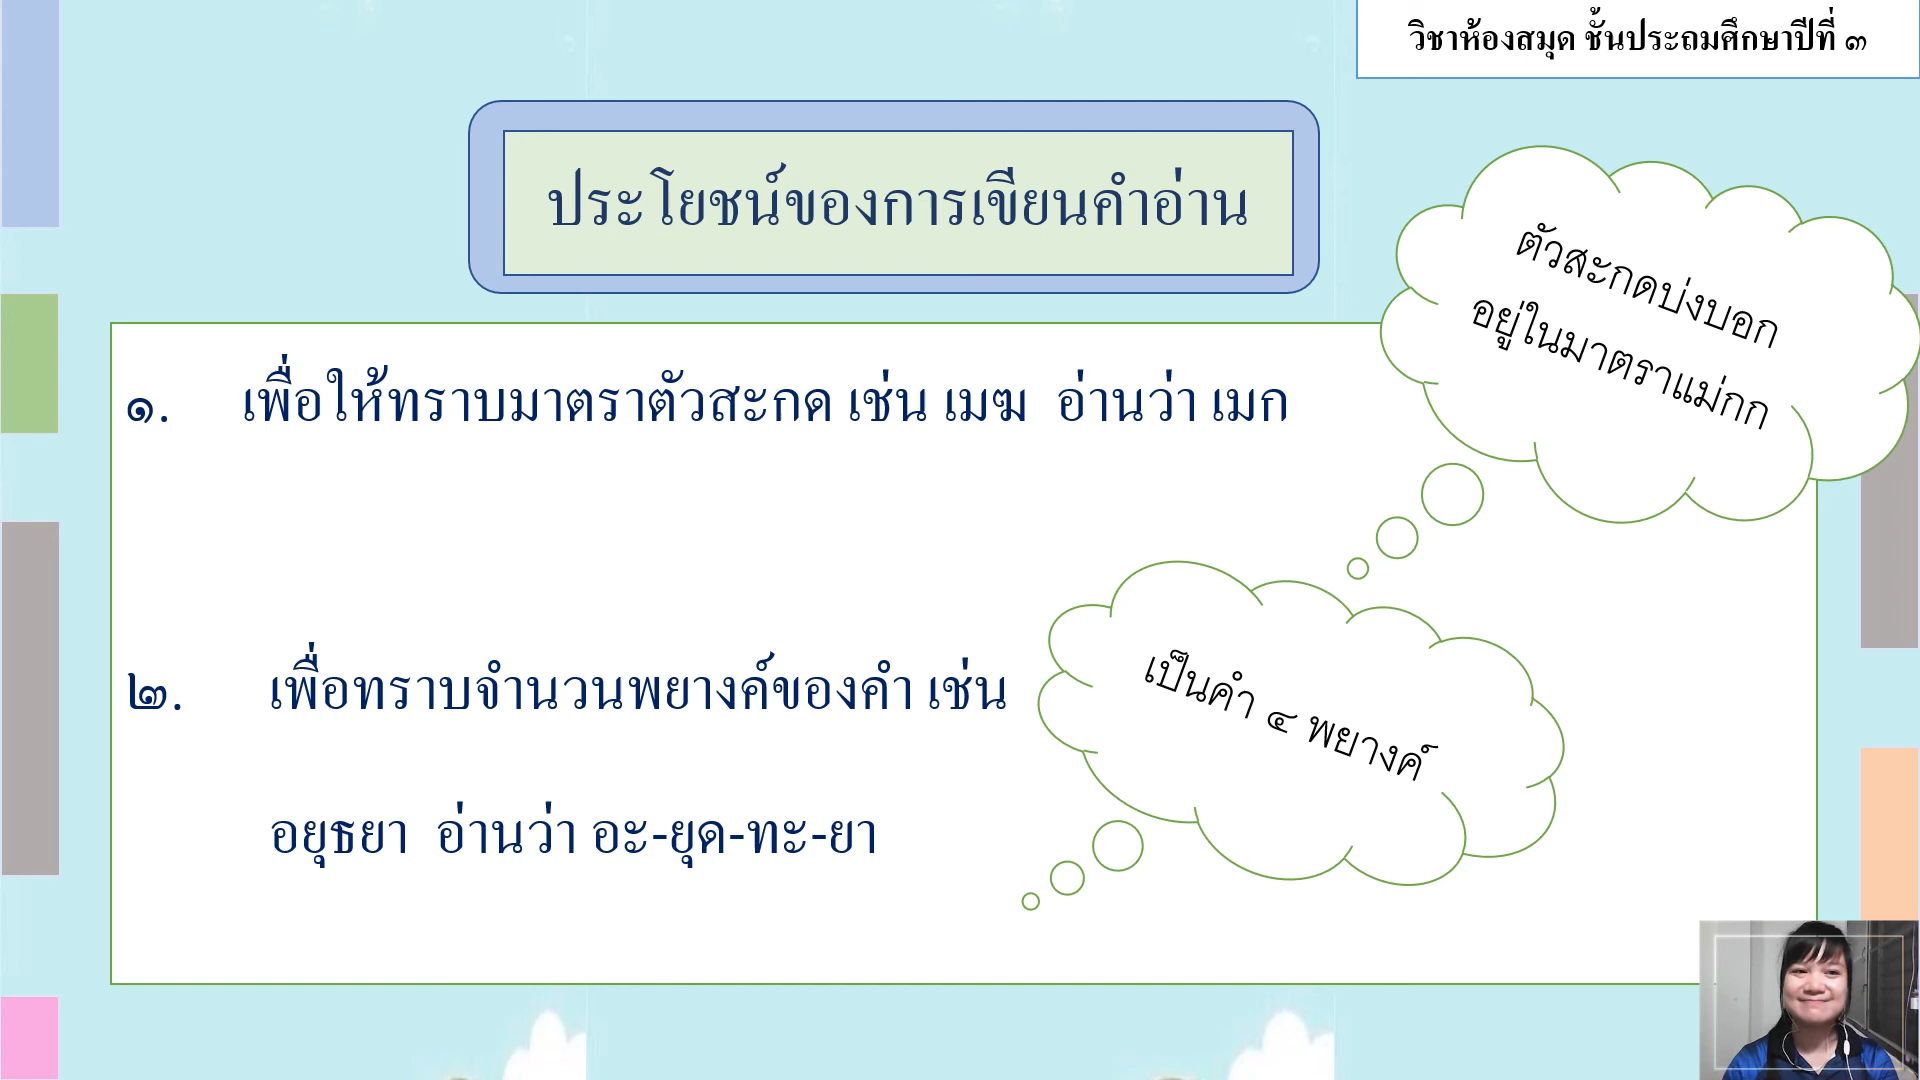 วิชาห้องสมุด ชั้นประถมศึกษาปีที่ ๓
ประโยชน์ของการเขียนคำอ่าน
๑. เพื่อให้ทราบมาตราตัวสะกด เช่น เมฆ อ่านว่า เมก
ตัวสะกดบ่งบอก
อยู่ในมาตราแม่กก
๒. เพื่อทราบจำนวนพยางค์ของคำ เช่น
อยุธยา อ่านว่า อะ-ยุด-ทะ-ยา
เป็นคำ ๔ พยางค์